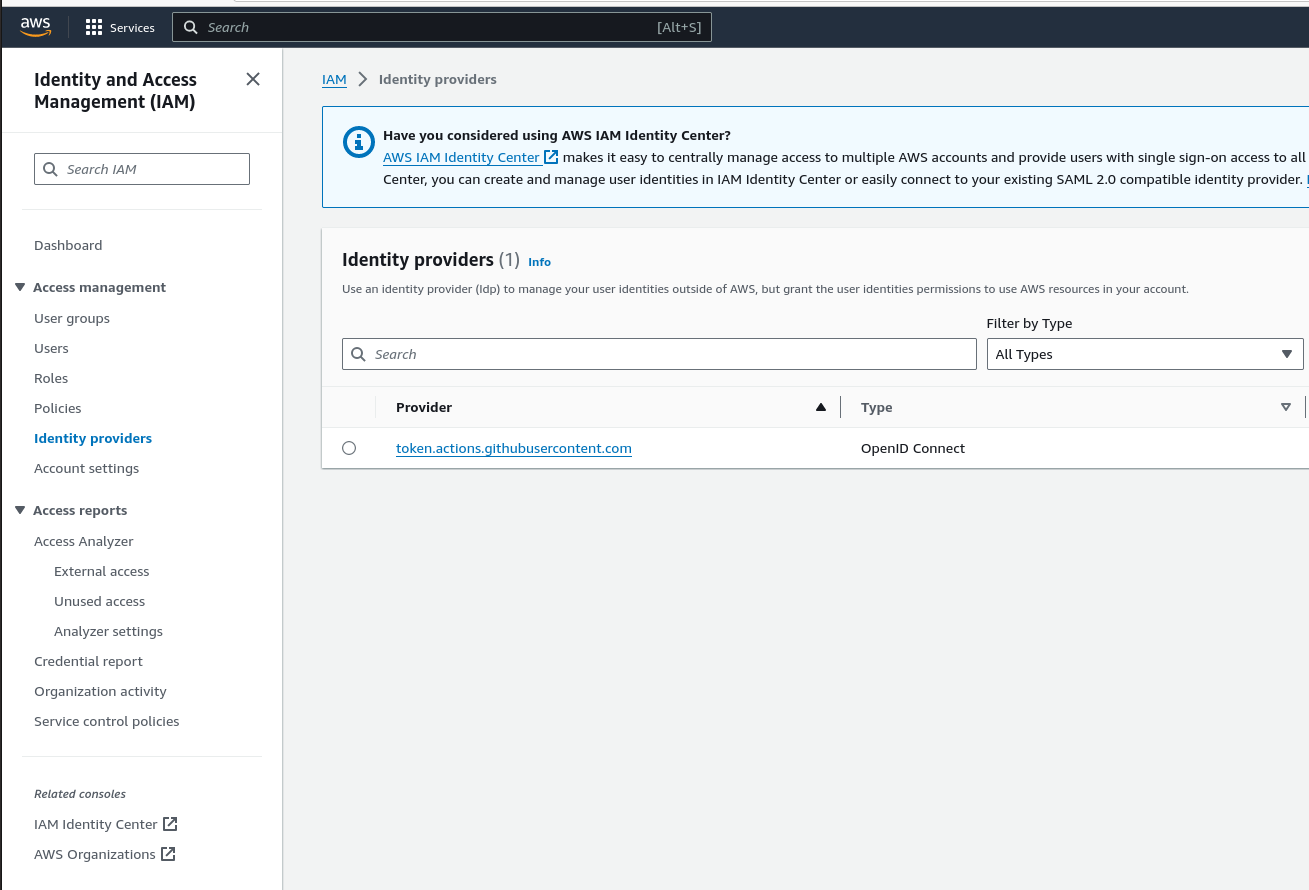 aws
Services
Search
[Alt+S]
Identity and Access
Management (IAM)
Search IAM
Dashboard
Access management
User groups
Users
Roles
Policies
Identity providers
Account settings
Access reports
Access Analyzer
External access
Unused access
Analyzer settings
Credential report
Organization activity
Service control policies
Related consoles
IAM Identity Center
AWS Organizations
IAM > Identity providers
Have you considered using AWS IAM Identity Center?
AWS IAM Identity Center makes it easy to centrally manage access to multiple AWS accounts and provide users with single sign-on access to all
Center, you can create and manage user identities in IAM Identity Center or easily connect to your existing SAML 2.0 compatible identity provider.
Identity providers (1) Info
Use an identity provider (Idp) to manage your user identities outside of AWS, but grant the user identities permissions to use AWS resources in your account.
Filter by Type
Search
All Types
Provider
Type
token.actions.githubusercontent.com
OpenID Connect